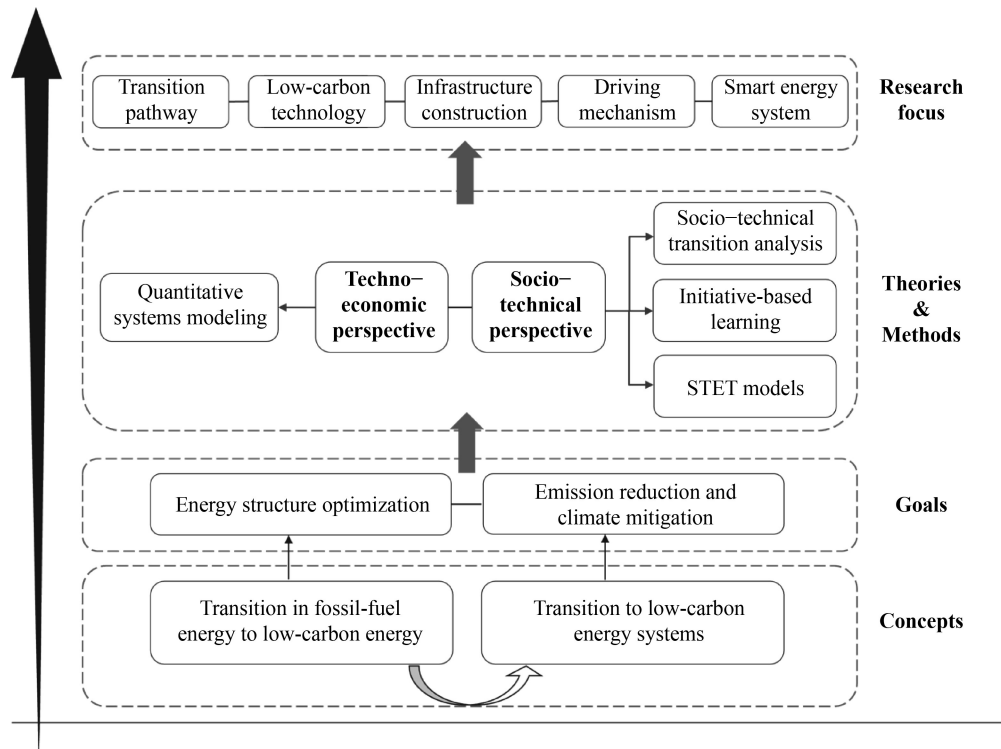 Transition
pathway
Low-carbon
technology
Infrastructure
construction
Driving
mechanism
Smart energy
system
Research
focus
Quantitative
systems modeling
Techno−
economic
perspective
Socio-
technical
perspective
Socio−technical
transition analysis
Initiative-based
learning
STET models
Theories
&
Methods
Energy structure optimization
Emission reduction and
climate mitigation
Goals
Transition in fossil-fuel
energy to low-carbon energy
Transition to low-carbon
energy systems
Concepts